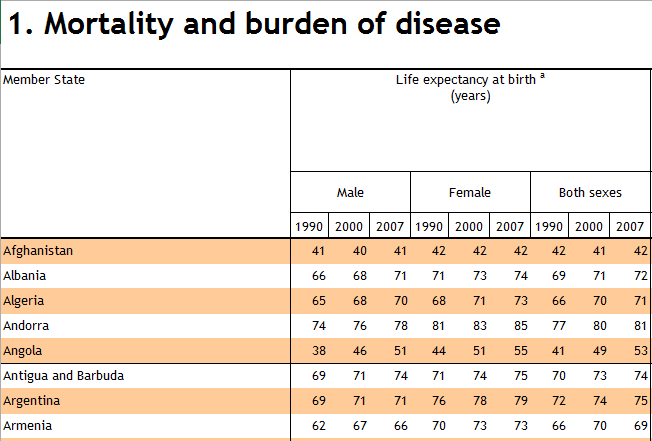 1. Mortality and burden of disease
Member State
Life expectancy at birth a
(years)
Male Female Both sexes
1990 2000 2007 1990 2000 2007 1990 2000 2007
Afghanistan 41 40 41 42 42 42 42 41 42
Albania 66 68 71 71 73 74 69 71 72
Algeria 65 68 70 68 71 73 66 70 71
Andorra 74 76 78 81 83 85 77 80 81
Angola 38 46 51 44 51 55 41 49 53
Antigua and Barbuda 69 71 74 71 74 75 70 73 74
Argentina 69 71 71 76 78 79 72 74 75
Armenia 62 67 66 70 73 73 66 70 69